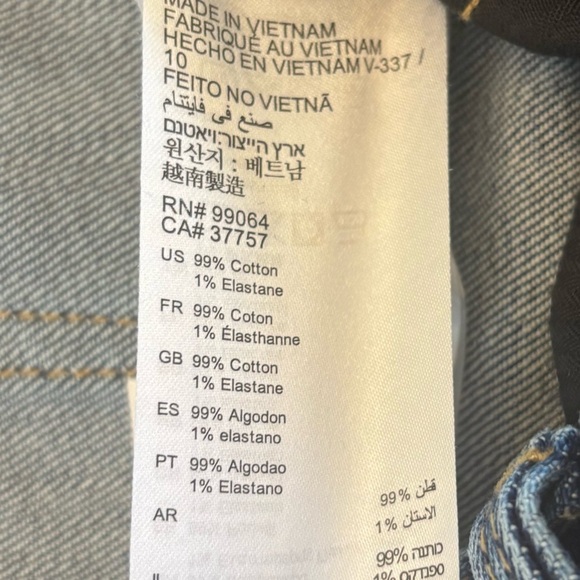 MADE IN VIETNAM
FABRIQUÉ AU VIETNAM
HECHO EN VIETNAM V-337 /
10
FEITO NO VIETNÃ
صنع في فايتنام
ארץ הייצור:ויאטנם
원산지 : 베트남
越南製造
RN# 99064
CA# 37757
US 99% Cotton
1% Elastane
FR 99% Coton
1% Élasthanne
GB 99% Cotton
1% Elastane
ES 99% Algodon
1% elastano
PT 99% Algodao
1% Elastano
AR
قطن 99%
الاستان 1%
כותנה 99%
ספנדקס 1%